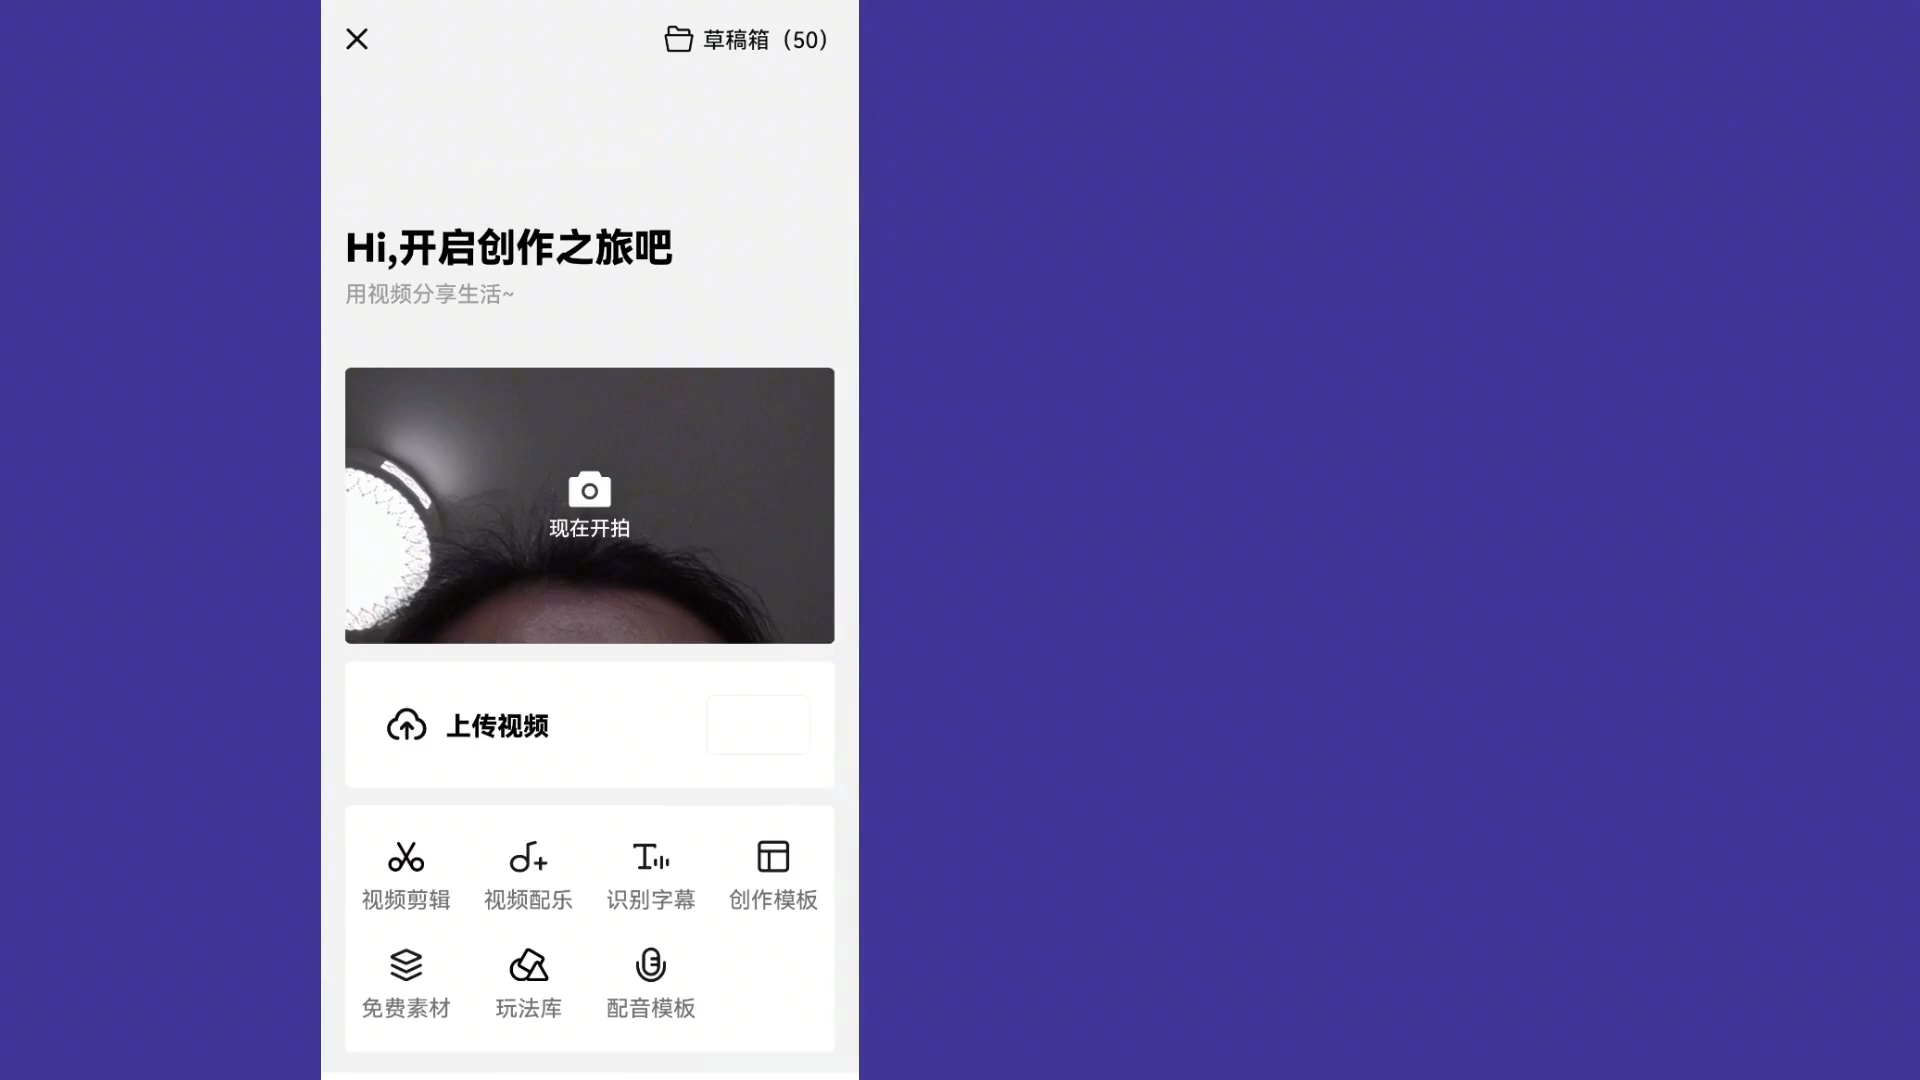 草稿箱（50）
Hi,开启创作之旅吧
用视频分享生活~
现在开拍
上传视频
视频剪辑 视频配乐 识别字幕 创作模板
免费素材 玩法库 配音模板